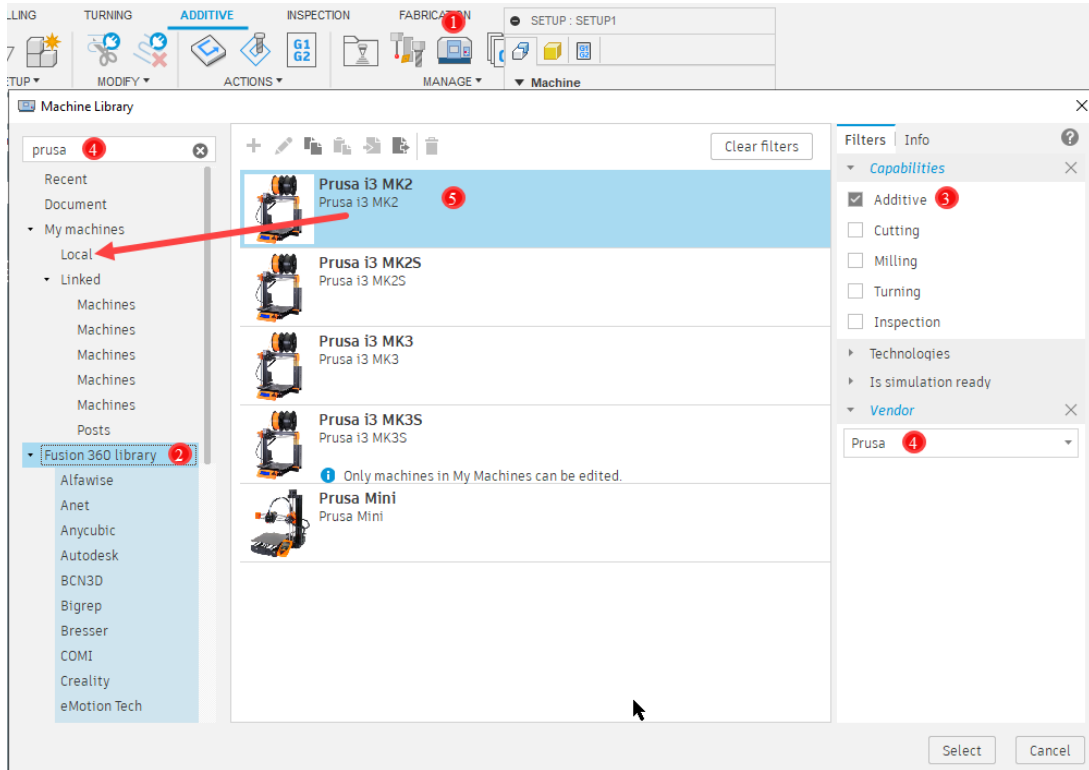 LLING TURNING ADDITIVE INSPECTION FABRICATION 1 SETUP : SETUP1
G1
G2
TUP MODIFY ACTIONS MANAGE Machine
Machine Library
prusa 4
Recent
Document
My machines
Local
Linked
Machines
Machines
Machines
Machines
Machines
Posts
Fusion 360 library 2
Alfawise
Anet
Anycubic
Autodesk
BCN3D
Bigrep
Bresser
COMI
Creality
eMotion Tech
Clear filters
Prusa i3 MK2
Prusa i3 MK2 5
Prusa i3 MK2S
Prusa i3 MK2S
Prusa i3 MK3
Prusa i3 MK3
Prusa i3 MK3S
Prusa i3 MK3S
Only machines in My Machines can be edited.
Prusa Mini
Prusa Mini
Filters Info
Capabilities
Additive 3
Cutting
Milling
Turning
Inspection
Technologies
Is simulation ready
Vendor
Prusa 4
Select Cancel